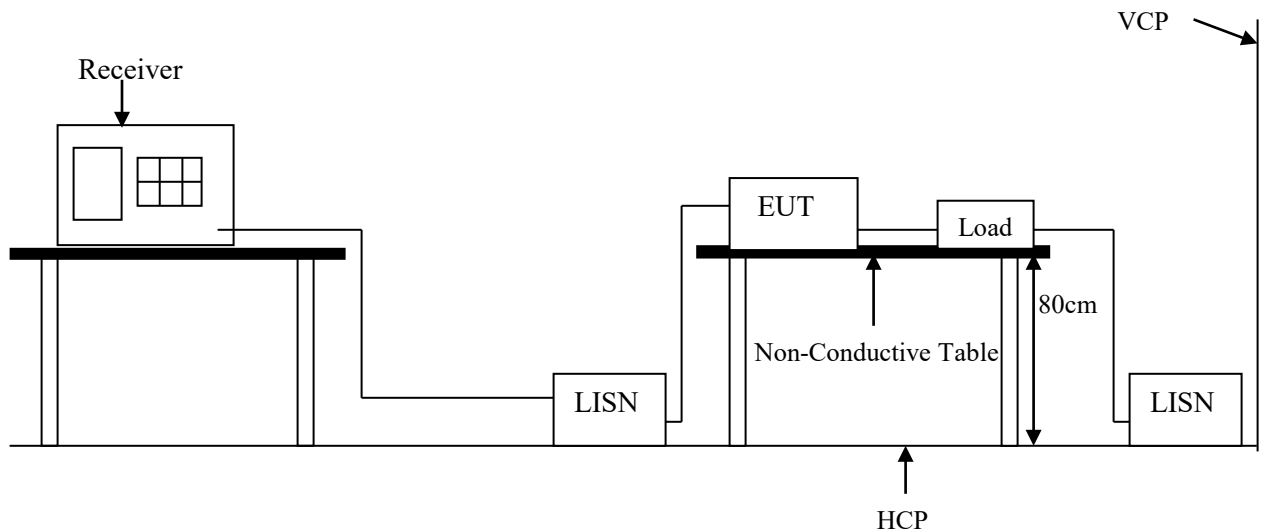 VCP
Receiver
EUT
Load
80cm
Non-Conductive Table
LISN
LISN
HCP